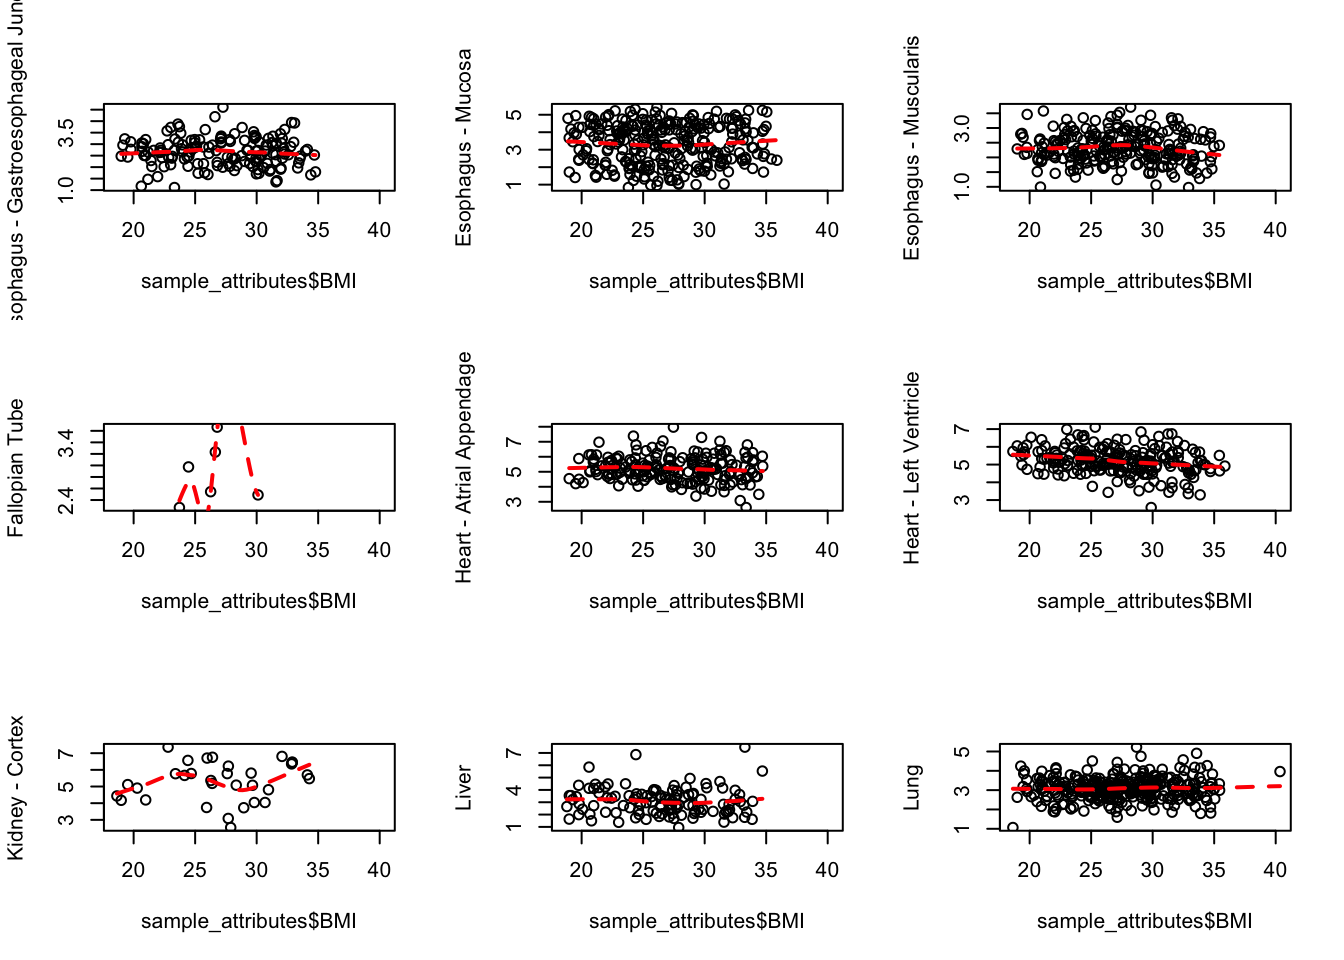 sophagus - Gastroesophageal Junc
3.5
1.0
20 25 30 35 40
sample_attributes$BMI
Esophagus - Mucosa
5
3
1
20 25 30 35 40
sample_attributes$BMI
Esophagus - Muscularis
3.0
1.0
20 25 30 35 40
sample_attributes$BMI
Fallopian Tube
3.4
2.4
20 25 30 35 40
sample_attributes$BMI
Heart - Atrial Appendage
7
5
3
20 25 30 35 40
sample_attributes$BMI
Heart - Left Ventricle
7
5
3
20 25 30 35 40
sample_attributes$BMI
Kidney - Cortex
7
5
3
20 25 30 35 40
sample_attributes$BMI
Liver
7
4
1
20 25 30 35 40
sample_attributes$BMI
Lung
5
3
1
20 25 30 35 40
sample_attributes$BMI